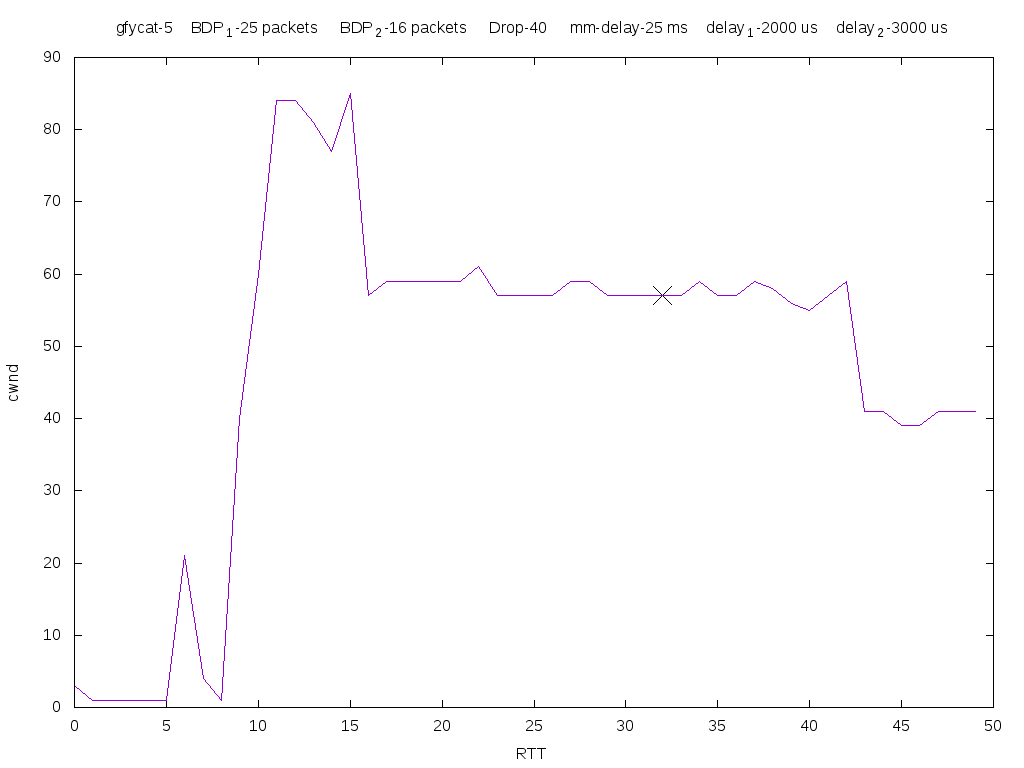 gfycat-5 BDP1-25 packets BDP2-16 packets Drop-40 mm-delay-25 ms delay1-2000 us delay2-3000 us
90
80
70
60
50
40
30
20
10
0
cwnd
0 5 10 15 20 25 30 35 40 45 50
RTT